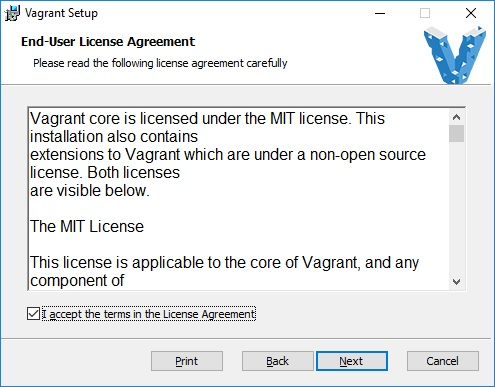 Vagrant Setup
End-User License Agreement
Please read the following license agreement carefully
Vagrant core is licensed under the MIT license. This
installation also contains
extensions to Vagrant which are under a non-open source
license. Both licenses
are visible below.
The MIT License
This license is applicable to the core of Vagrant, and any
component of
I accept the terms in the License Agreement
Print
Back
Next
Cancel